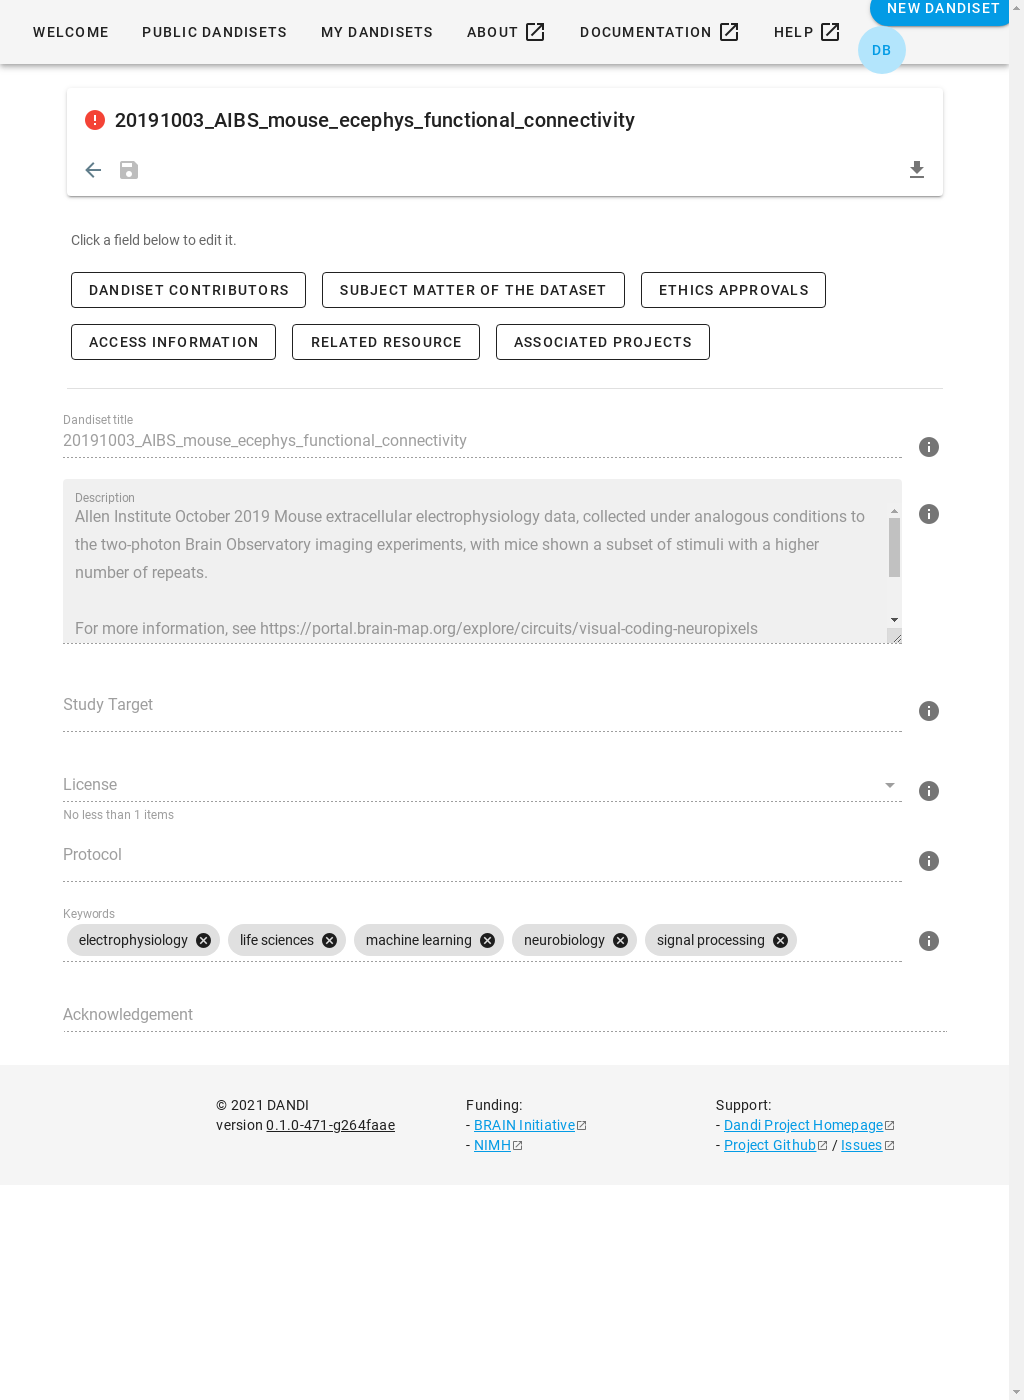 WELCOME PUBLIC DANDISETS MY DANDISETS ABOUT DOCUMENTATION HELP NEW DANDISET
DB
20191003_AIBS_mouse_ecephys_functional_connectivity
Click a field below to edit it.
DANDISET CONTRIBUTORS SUBJECT MATTER OF THE DATASET ETHICS APPROVALS
ACCESS INFORMATION RELATED RESOURCE ASSOCIATED PROJECTS
Dandiset title
20191003_AIBS_mouse_ecephys_functional_connectivity
Description
Allen Institute October 2019 Mouse extracellular electrophysiology data, collected under analogous conditions to
the two-photon Brain Observatory imaging experiments, with mice shown a subset of stimuli with a higher
number of repeats.
For more information, see https://portal.brain-map.org/explore/circuits/visual-coding-neuropixels
Study Target
License
No less than 1 items
Protocol
Keywords
electrophysiology life sciences machine learning neurobiology signal processing
Acknowledgement
© 2021 DANDI Funding: Support:
version 0.1.0-471-g264faae - BRAIN Initiative - Dandi Project Homepage
- NIMH - Project Github / Issues